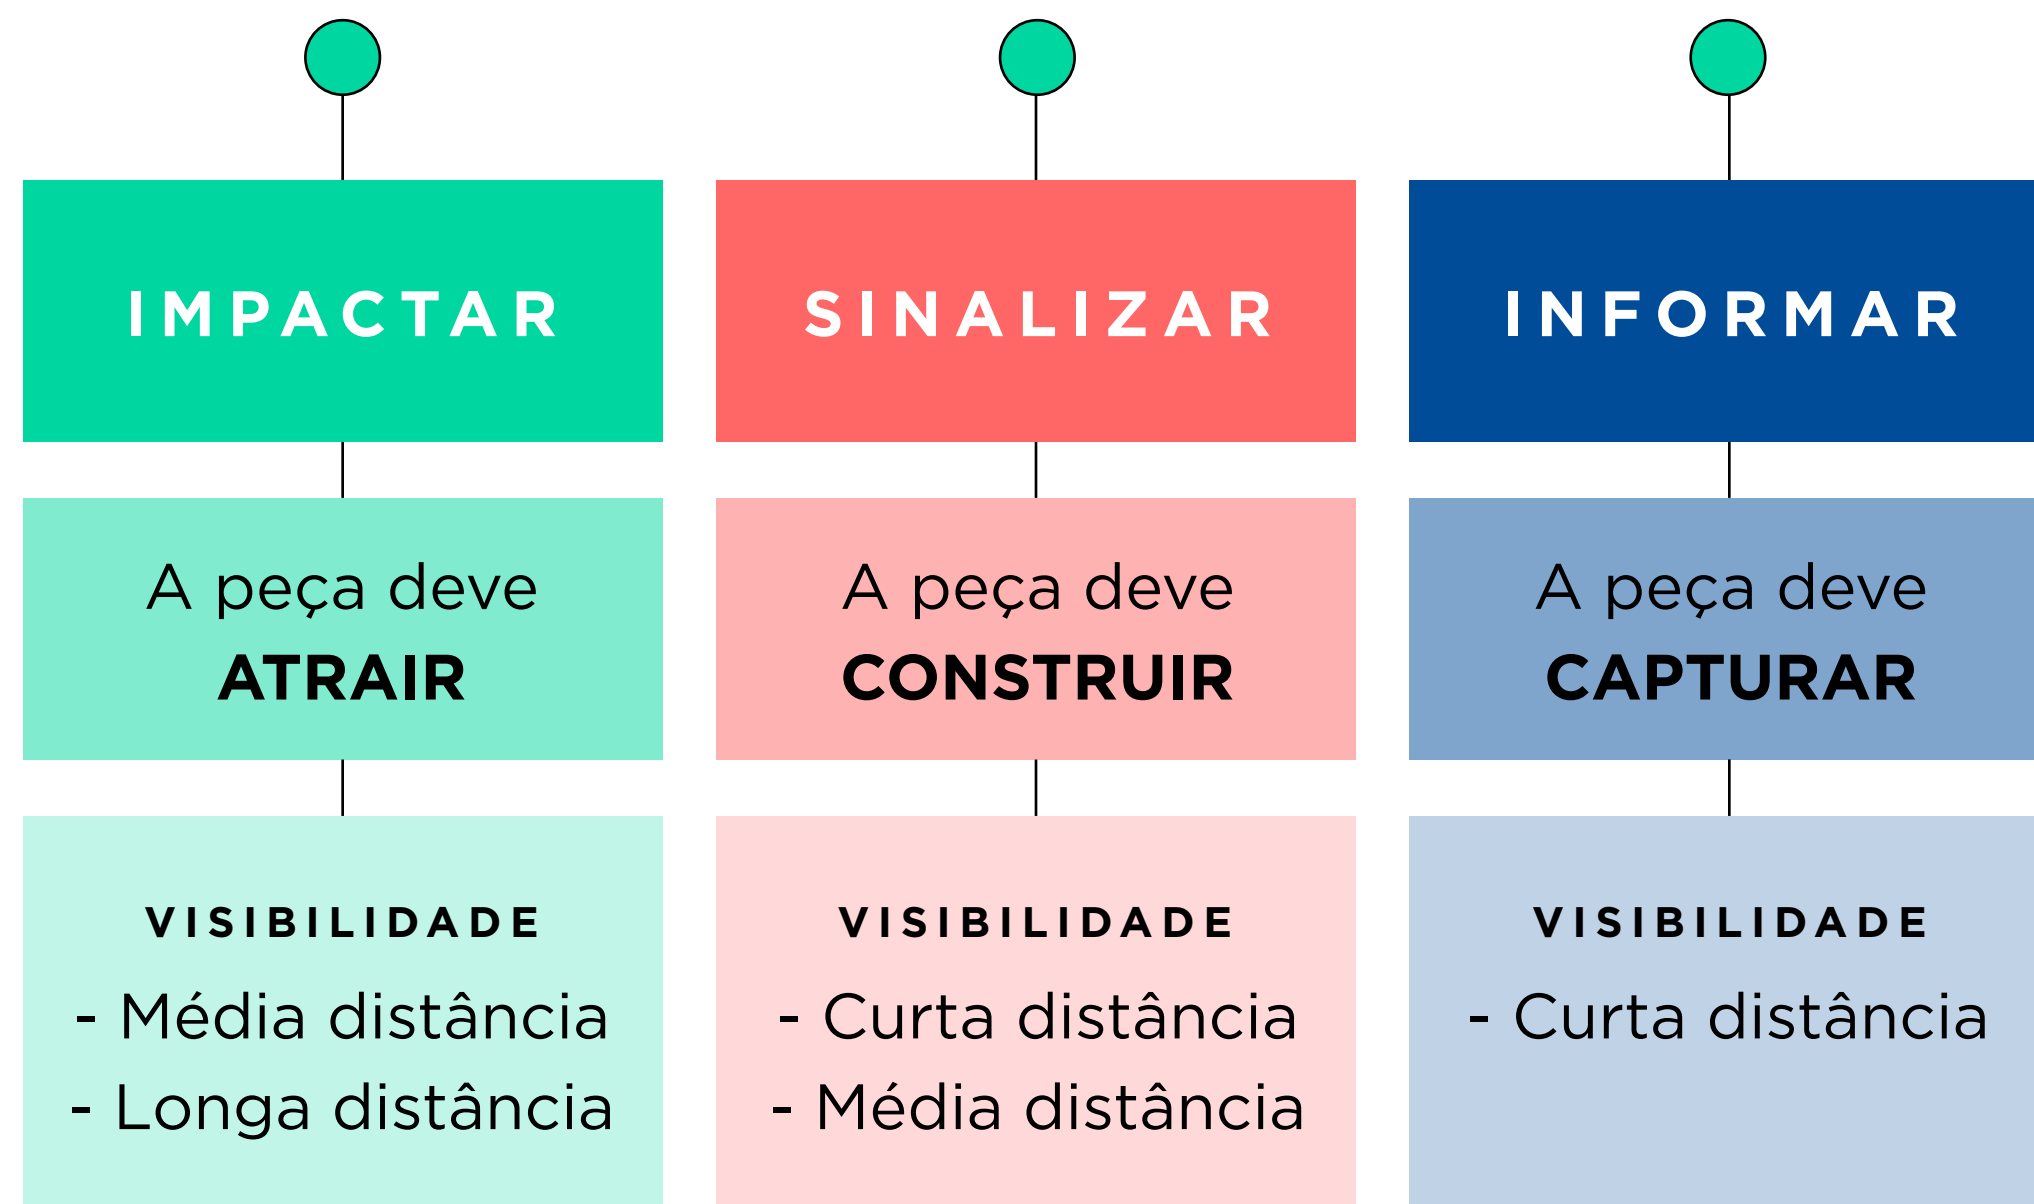 IMPACTAR
A peça deve
ATRAIR
VISIBILIDADE
- Média distância
- Longa distância
SINALIZAR
A peça deve
CONSTRUIR
VISIBILIDADE
- Curta distância
- Média distância
INFORMAR
A peça deve
CAPTURAR
VISIBILIDADE
- Curta distância